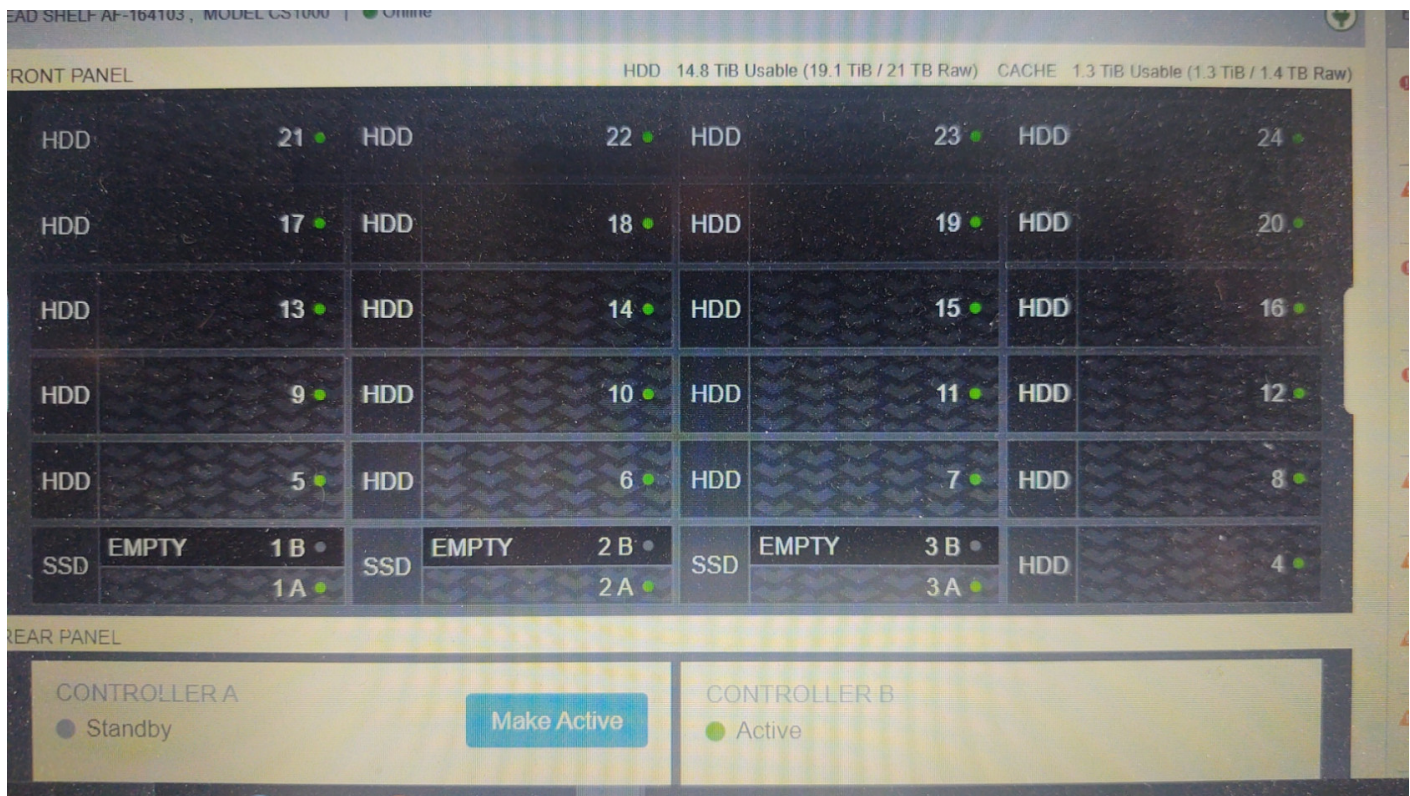 EAD SHELF AF-164103 , MODEL CS1000 | Online
FRONT PANEL HDD 14.8 TiB Usable (19.1 TiB / 21 TB Raw) CACHE 1.3 TiB Usable (1.3 TiB / 1.4 TB Raw)
HDD 21 HDD 22 HDD 23 HDD 24
HDD 17 HDD 18 HDD 19 HDD 20
HDD 13 HDD 14 HDD 15 HDD 16
HDD 9 HDD 10 HDD 11 HDD 12
HDD 5 HDD 6 HDD 7 HDD 8
SSD EMPTY 1 B SSD EMPTY 2 B SSD EMPTY 3 B HDD 4
1 A 2 A 3 A
REAR PANEL
CONTROLLER A
Standby
Make Active
CONTROLLER B
Active